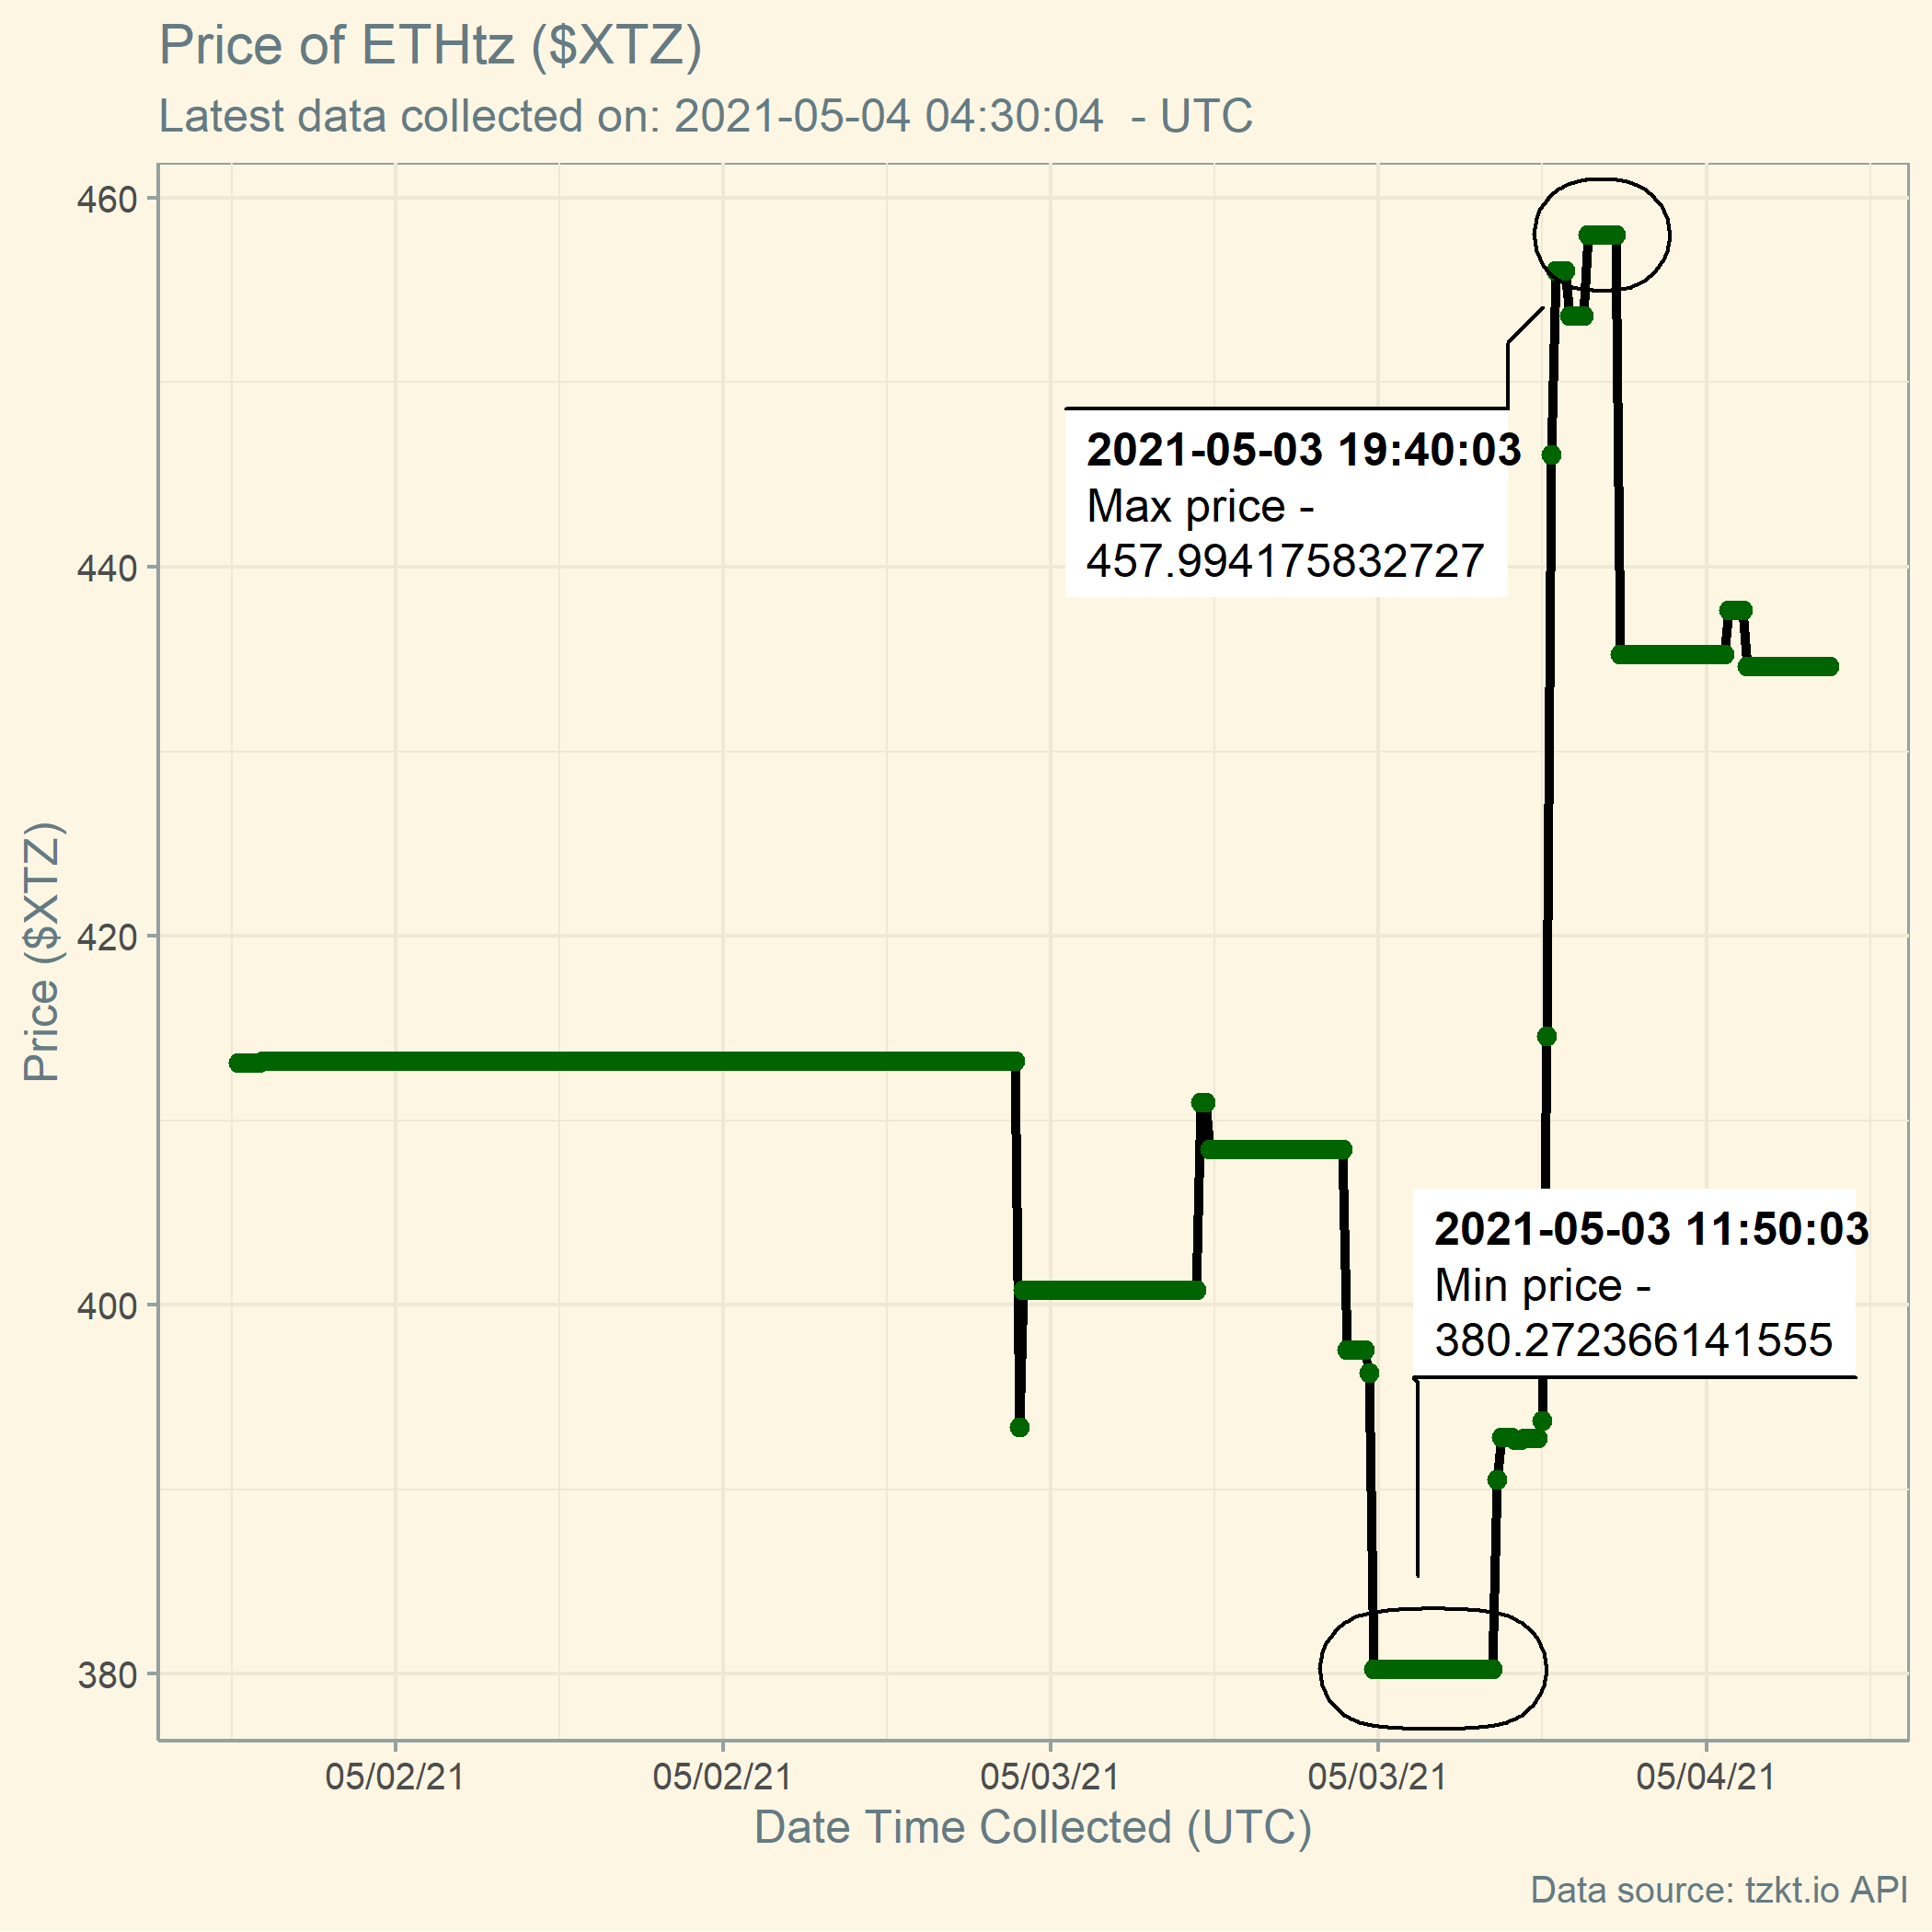 Price of ETHtz ($XTZ)
Latest data collected on: 2021-05-04 04:30:04  - UTC
460
440
420
400
380
Price ($XTZ)
2021-05-03 19:40:03
Max price -
457.994175832727
2021-05-03 11:50:03
Min price -
380.272366141555
05/02/21 05/02/21 05/03/21 05/03/21 05/04/21
Date Time Collected (UTC)
Data source: tzkt.io API